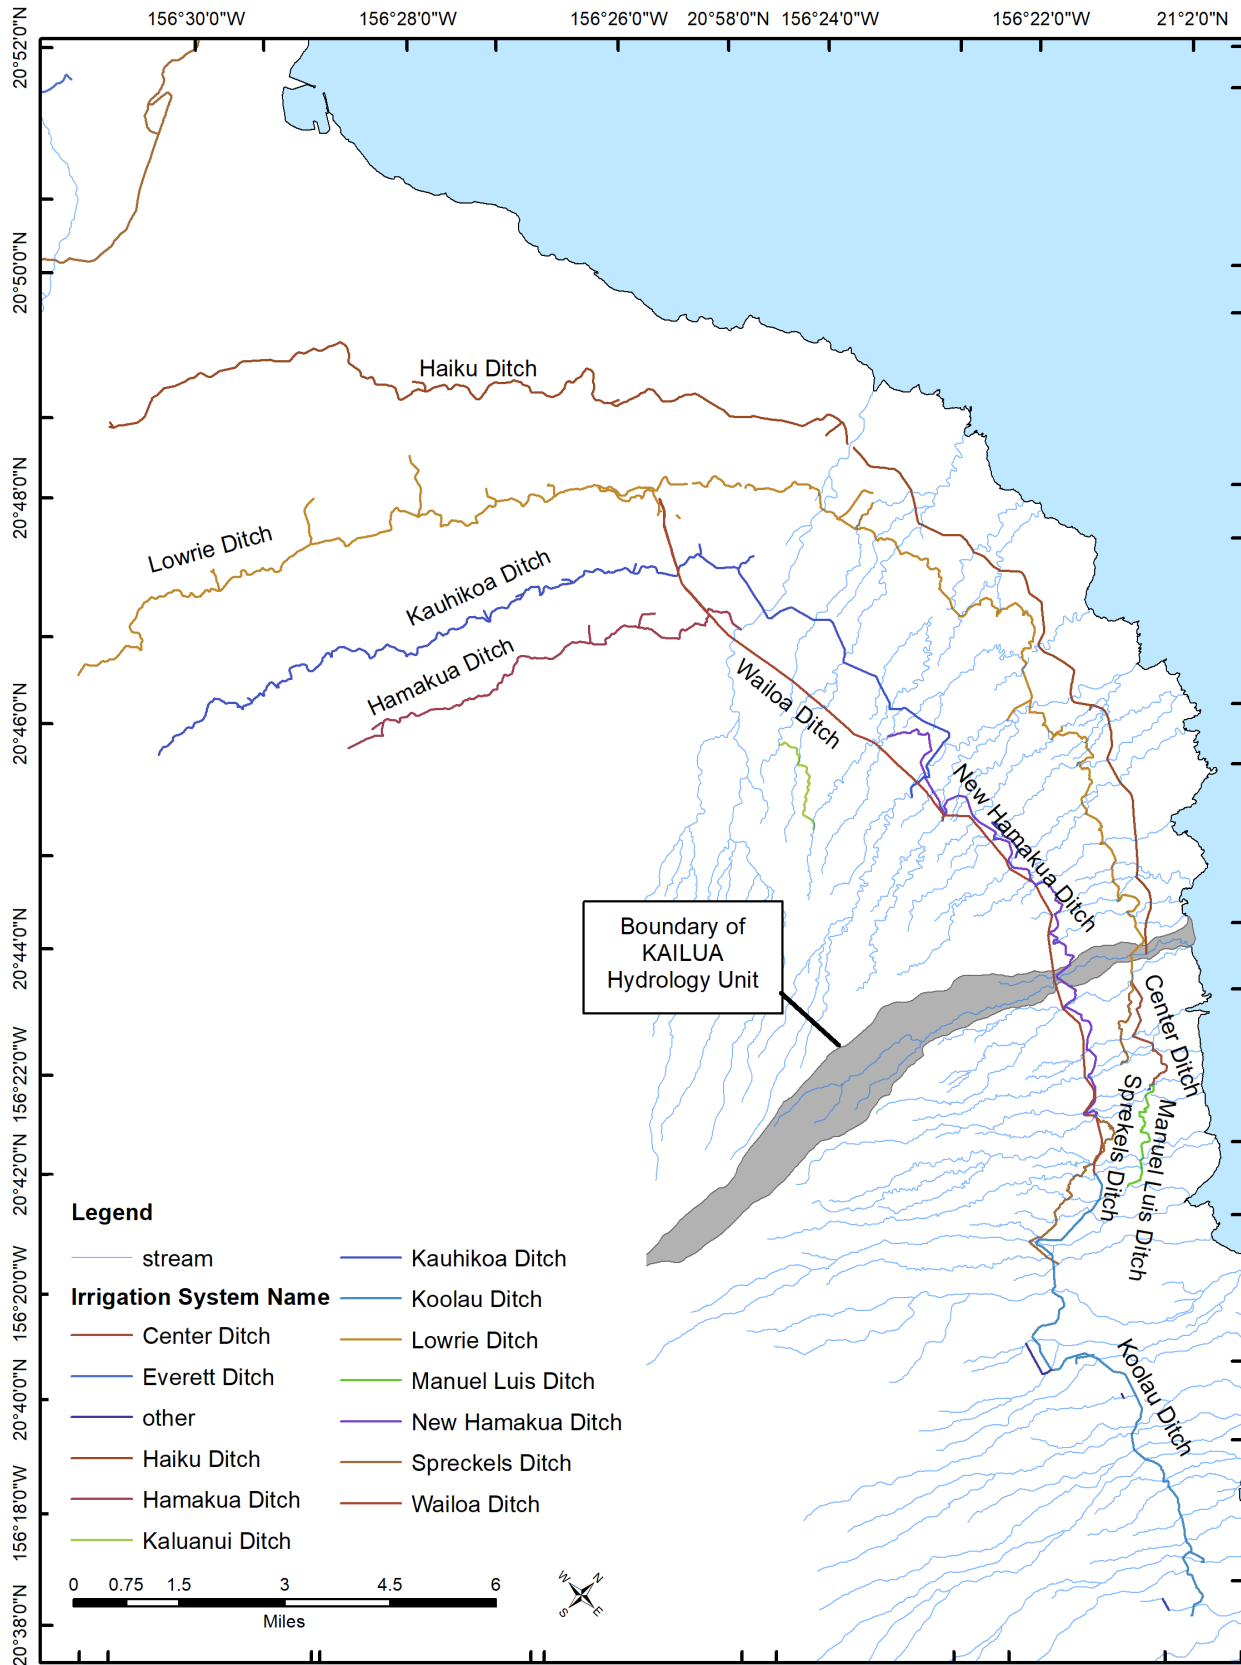 156°30'0"W 156°28'0"W 156°26'0"W 20°58'0"N 156°24'0"W 156°22'0"W 21°2'0"N
20°52'0"N
20°50'0"N
20°48'0"N
20°46'0"N
20°44'0"N
156°22'0"W
20°42'0"N
156°20'0"W
20°40'0"N
156°18'0"W
20°38'0"N
Haiku Ditch
Lowrie Ditch
Kauhikoa Ditch
Hamakua Ditch
Wailoa Ditch
New Hamakua Ditch
Boundary of
KAILUA
Hydrology Unit
Center Ditch
Sprekels Ditch
Manuel Luis Ditch
Koolau Ditch
Legend
stream
Irrigation System Name
Center Ditch
Everett Ditch
other
Haiku Ditch
Hamakua Ditch
Kaluanui Ditch
Kauhikoa Ditch
Koolau Ditch
Lowrie Ditch
Manuel Luis Ditch
New Hamakua Ditch
Spreckels Ditch
Wailoa Ditch
0 0.75 1.5 3 4.5 6
Miles
W N
S E